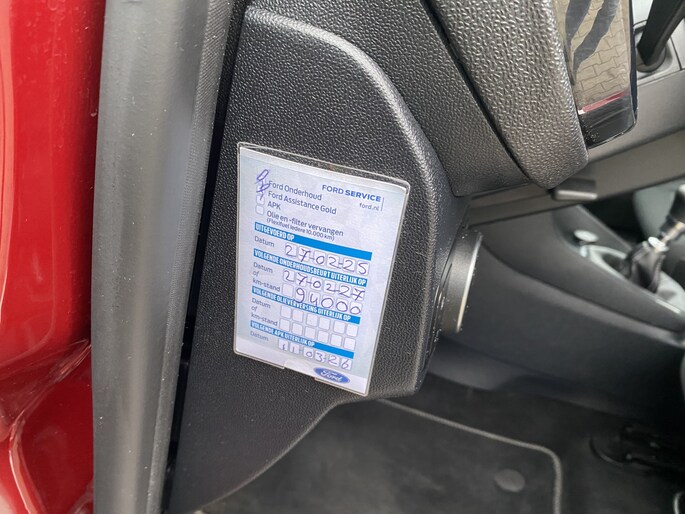 Ford Onderhoud
FORD SERVICE
Ford Assistance Gold
ford.nl
APK
Olie en -filter vervangen
(Flexifuel iedere 10.000 km)
UITGEVOERD OP
Datum 27-02-25
VOLGENDE ONDERHOUDSBEURT UITERLIJK OP
Datum 27-02-27
of
km-stand 94000
VOLGENDE OLIEVERVERSING UITERLIJK OP
Datum
of
km-stand
VOLGENDE APK UITERLIJK OP
Datum 11-03-26
Ford